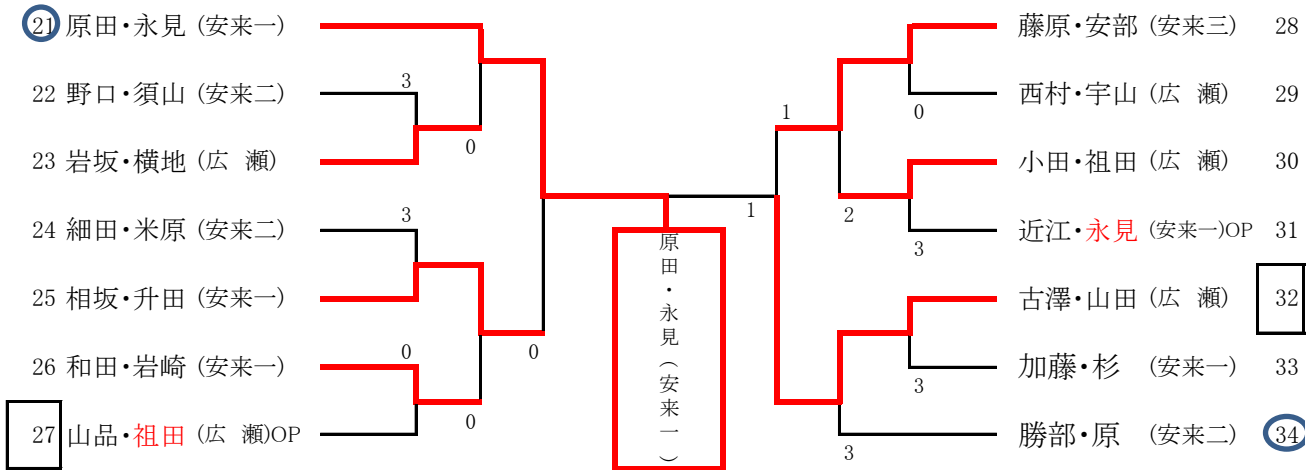 21 原田・永見 (安来一)
22 野口・須山 (安来二)
3
23 岩坂・横地 (広 瀬)
0
24 細田・米原 (安来二)
3
25 相坂・升田 (安来一)
26 和田・岩崎 (安来一)
0
0
27 山品・祖田 (広 瀬)OP
0
原田・永見（安来一）
1
藤原・安部 (安来三) 28
西村・宇山 (広 瀬) 29
0
1
小田・祖田 (広 瀬) 30
2
近江・永見 (安来一)OP 31
3
古澤・山田 (広 瀬) 32
加藤・杉 (安来一) 33
3
勝部・原 (安来二) 34
3